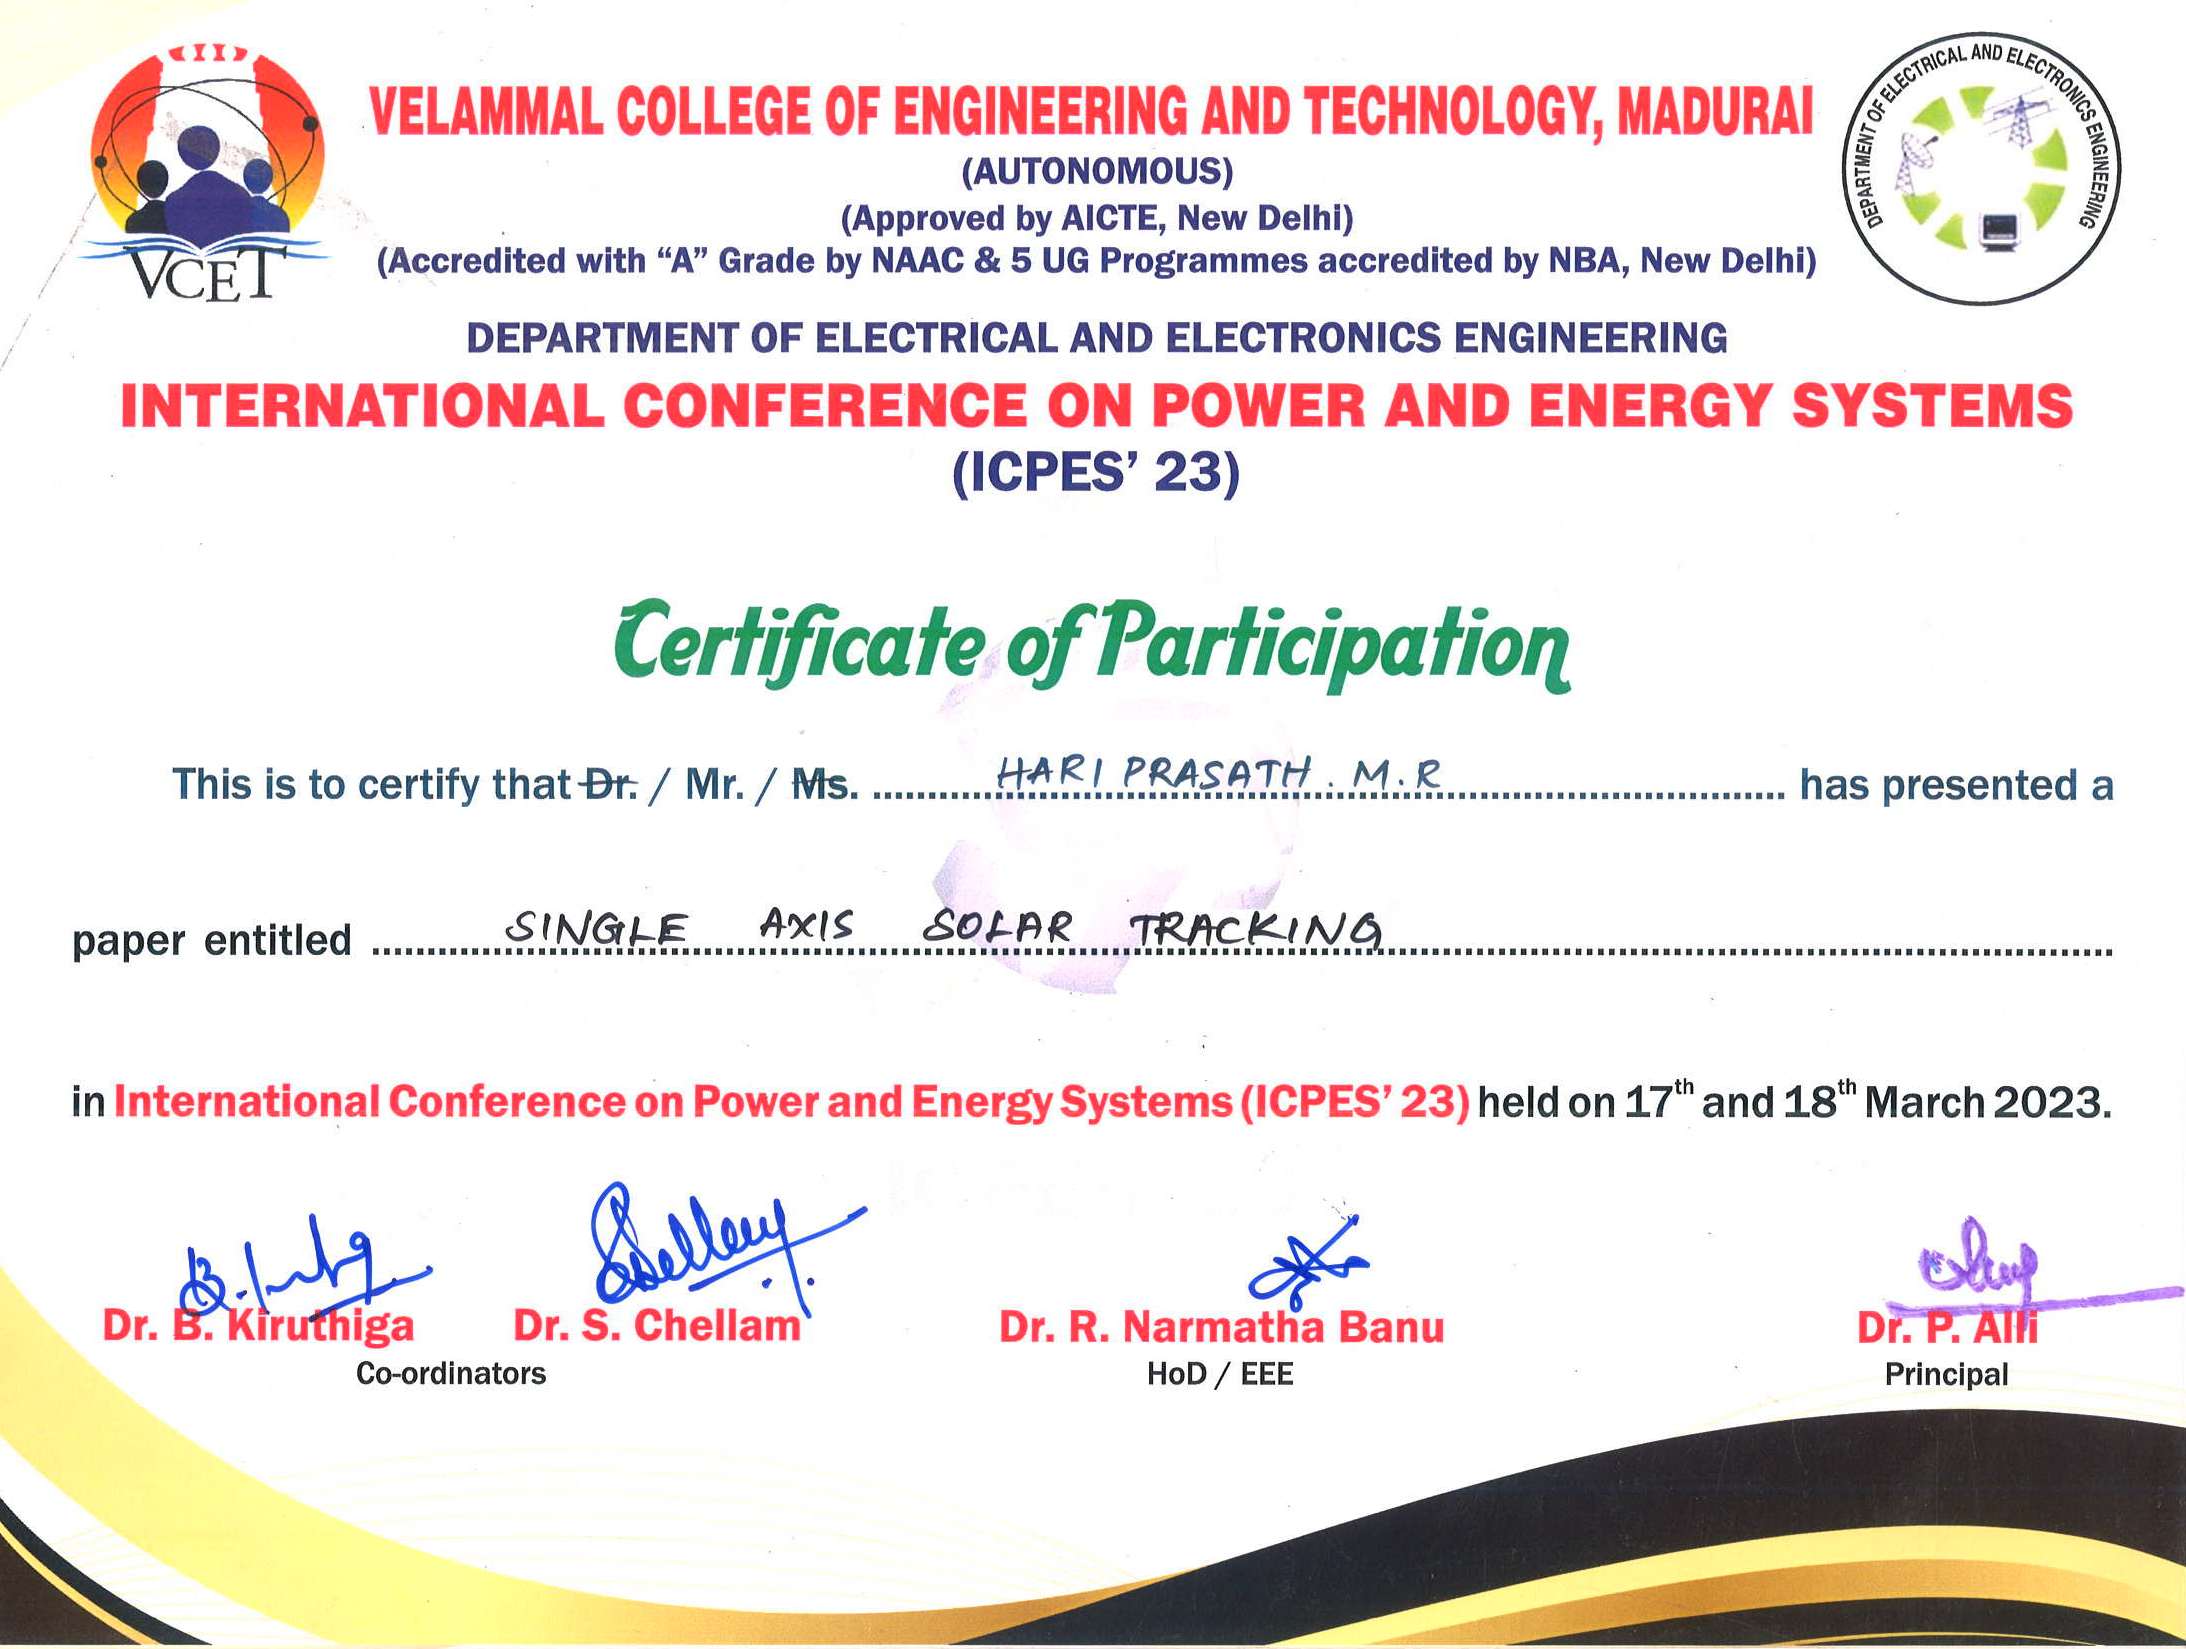 VCET
DEPARTMENT OF ELECTRICAL AND ELECTRONICS ENGINEERING
VELAMMAL COLLEGE OF ENGINEERING AND TECHNOLOGY, MADURAI
(AUTONOMOUS)
(Approved by AICTE, New Delhi)
(Accredited with “A” Grade by NAAC & 5 UG Programmes accredited by NBA, New Delhi)
DEPARTMENT OF ELECTRICAL AND ELECTRONICS ENGINEERING
INTERNATIONAL CONFERENCE ON POWER AND ENERGY SYSTEMS
(ICPES’ 23)
Certificate of Participation
This is to certify that Dr. / Mr. / Ms. HARI PRASATH. M.R has presented a
paper entitled SINGLE AXIS SOLAR TRACKING
in International Conference on Power and Energy Systems (ICPES’ 23) held on 17th and 18th March 2023.
Dr. B. Kiruthiga Dr. S. Chellam Dr. R. Narmatha Banu Dr. P. Alli
Co-ordinators HoD / EEE Principal